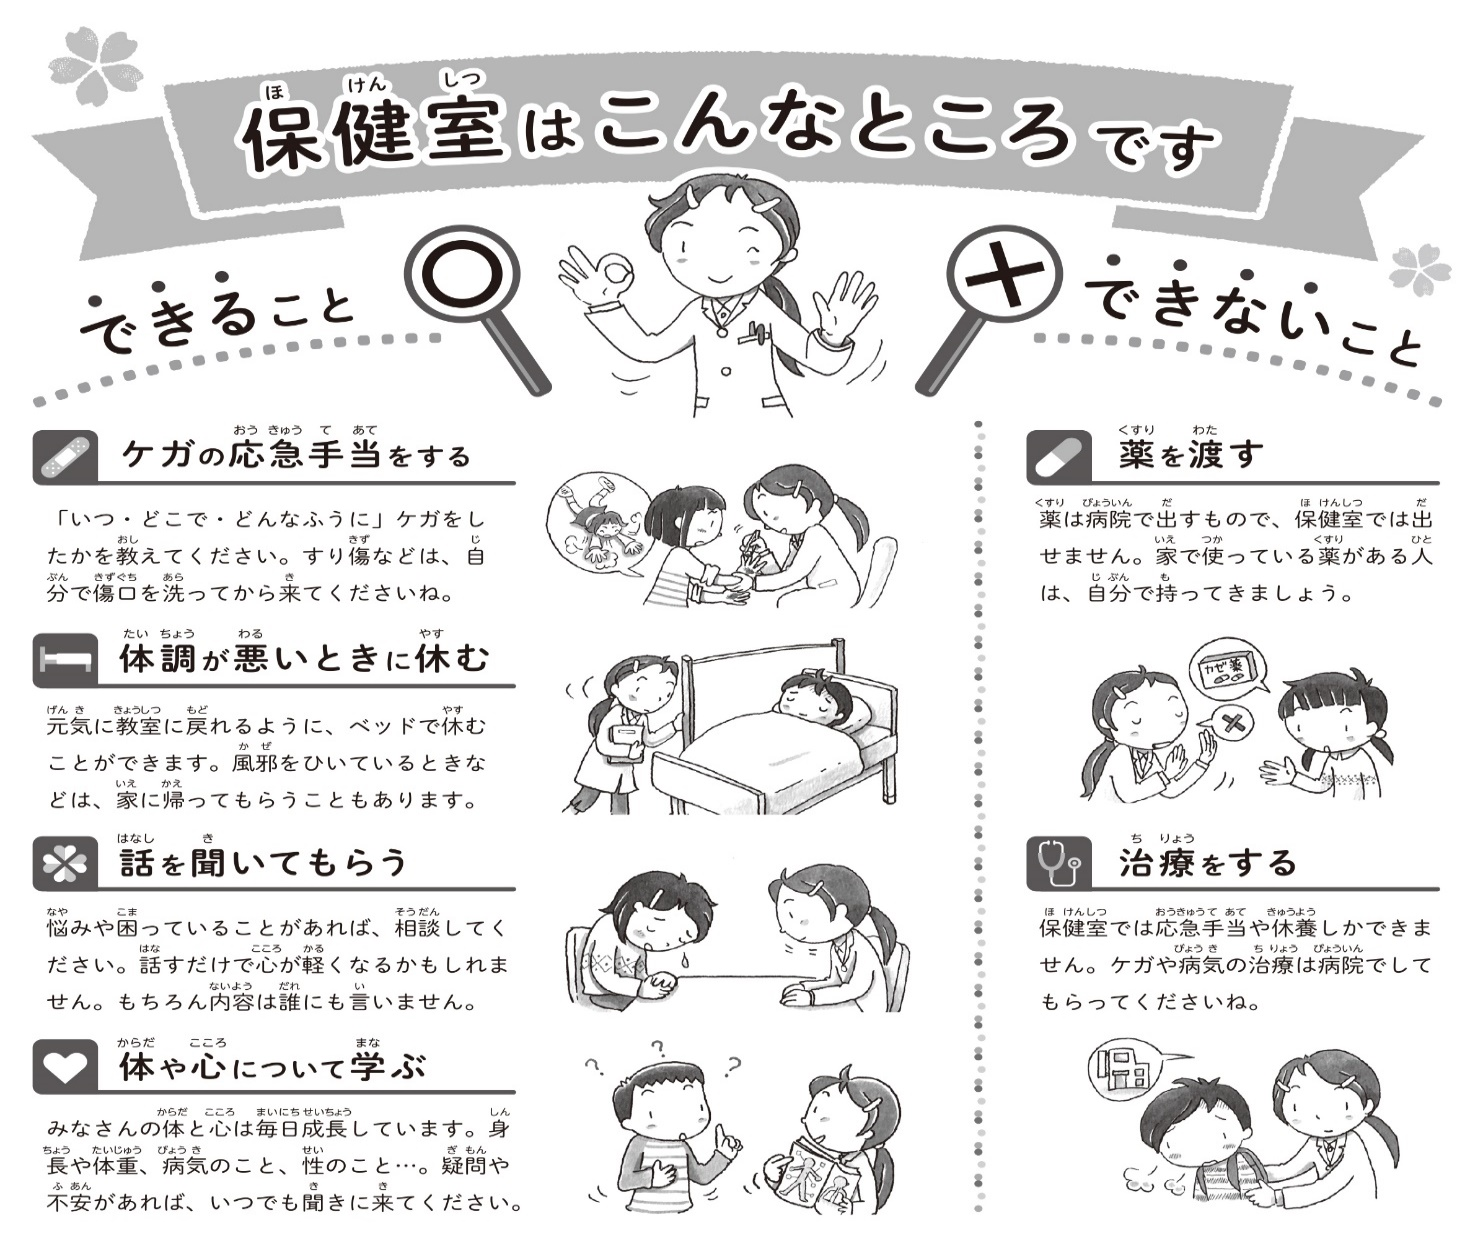 保健室はこんなところです
できること
できないこと
ケガの応急手当をする
「いつ・どこで・どんなふうに」ケガをし
たかを教えてください。すり傷などは、自
分で傷口を洗ってから来てくださいね。
体調が悪いときに休む
元気に教室に戻れるように、ベッドで休む
ことができます。風邪をひいているときな
どは、家に帰ってもらうこともあります。
話を聞いてもらう
悩みや困っていることがあれば、相談してく
ださい。話すだけで心が軽くなるかもしれま
せん。もちろん内容は誰にも言いません。
体や心について学ぶ
みなさんの体と心は毎日成長しています。身
長や体重、病気のこと、性のこと…。疑問や
不安があれば、いつでも聞きに来てください。
薬を渡す
薬は病院で出すもので、保健室では出
せません。家で使っている薬がある人
は、自分で持ってきましょう。
カゼ薬
治療をする
保健室では応急手当や休養しかできま
せん。ケガや病気の治療は病院でして
もらってくださいね。